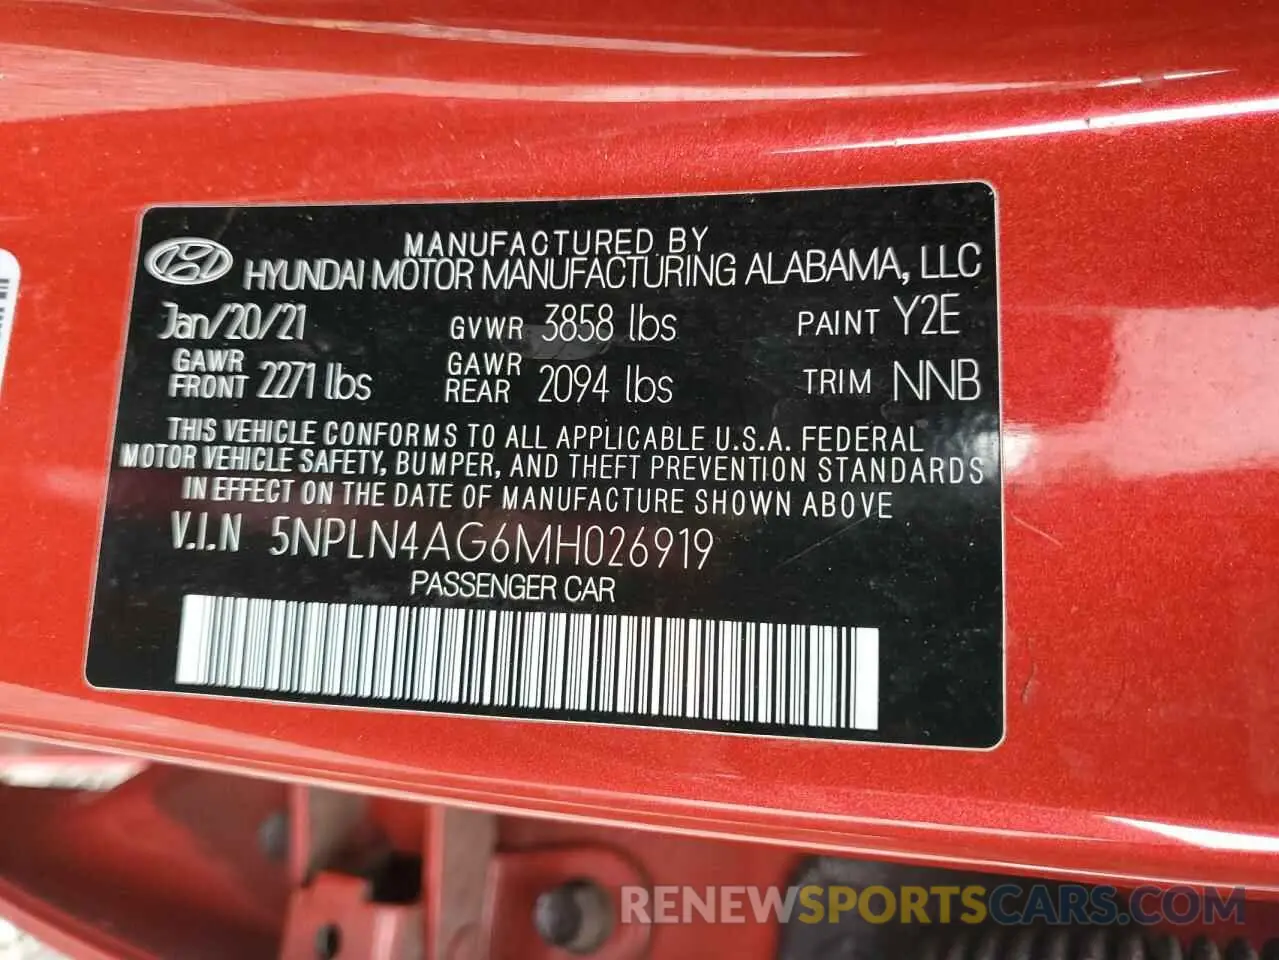 MANUFACTURED BY
HYUNDAI MOTOR MANUFACTURING ALABAMA, LLC
Jan/20/21 GVWR 3858 lbs PAINT Y2E
GAWR FRONT 2271 lbs GAWR REAR 2094 lbs TRIM NNB
THIS VEHICLE CONFORMS TO ALL APPLICABLE U.S.A. FEDERAL
MOTOR VEHICLE SAFETY, BUMPER, AND THEFT PREVENTION STANDARDS
IN EFFECT ON THE DATE OF MANUFACTURE SHOWN ABOVE
V.I.N 5NPLN4AG6MH026919
PASSENGER CAR
RENEWSPORTSCARS.COM